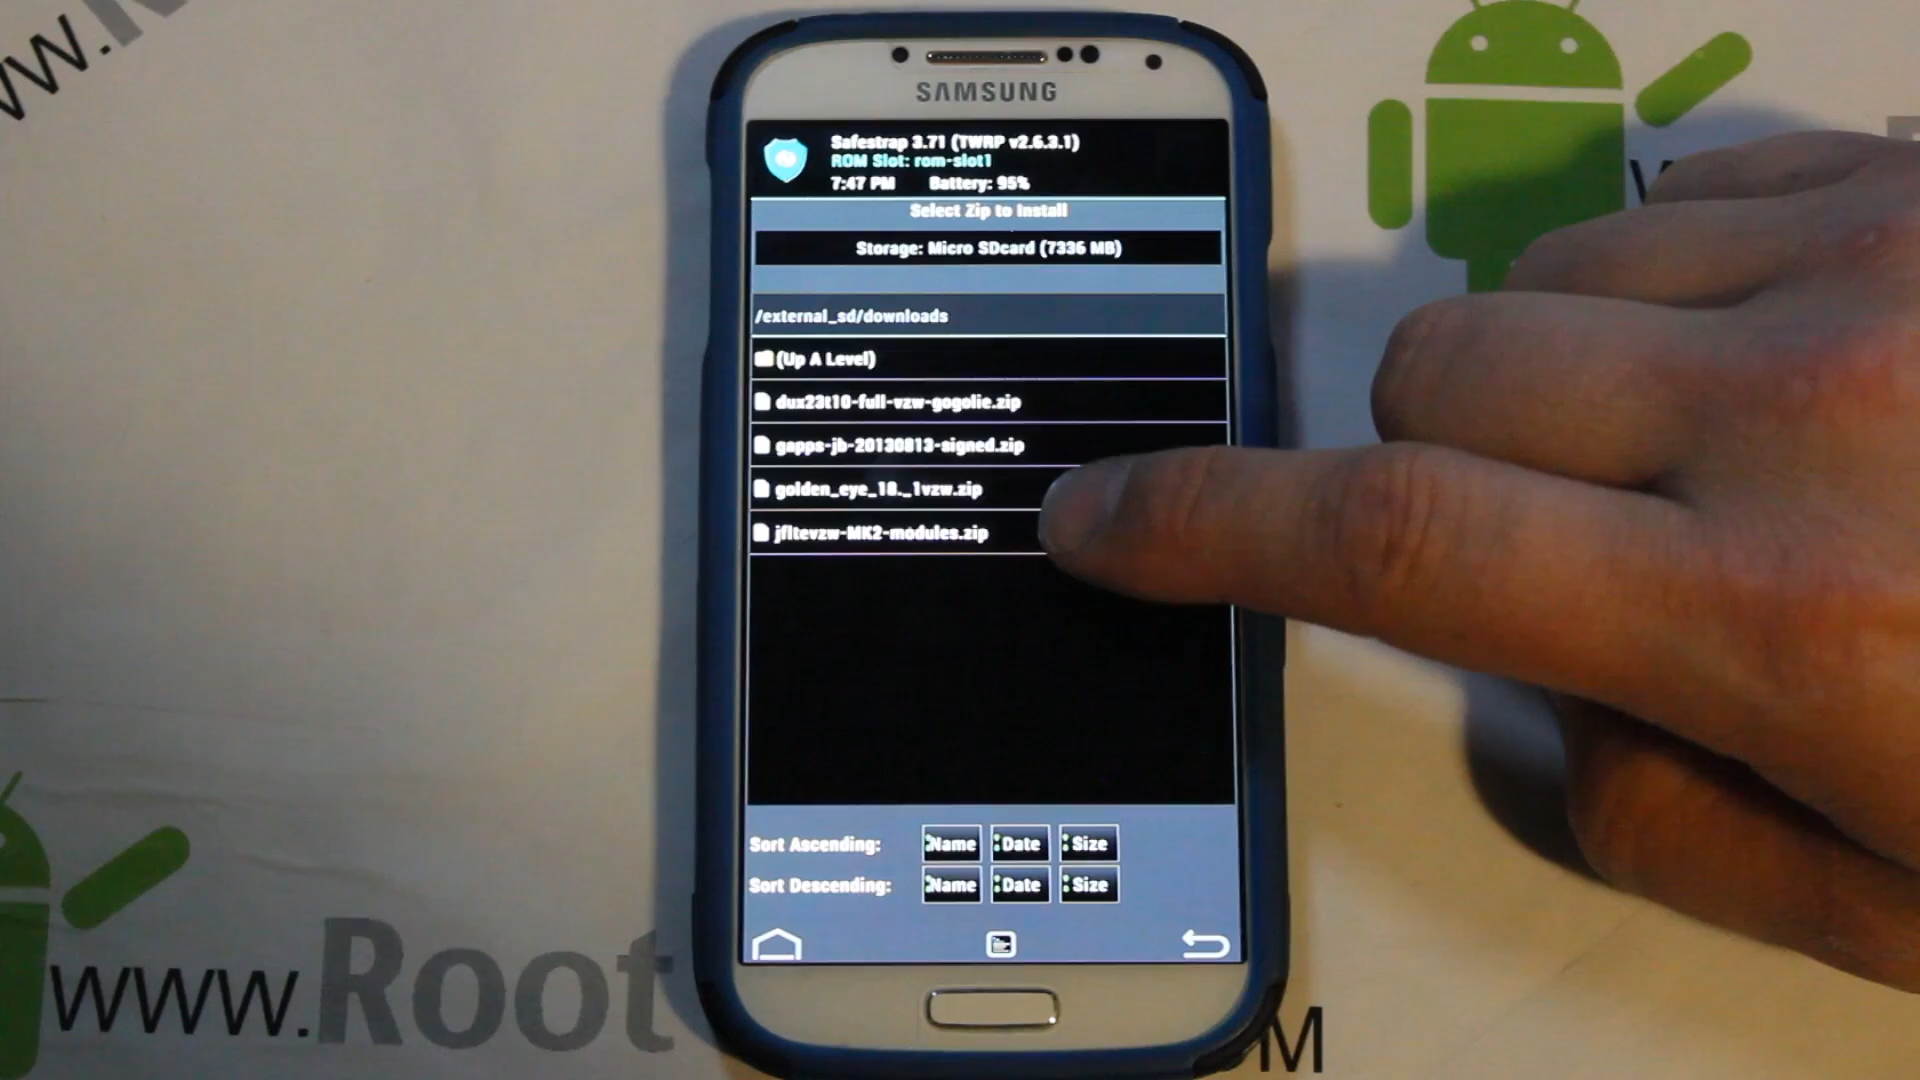 SAMSUNG
Safestrap 3.71 (TWRP v2.6.3.1)
ROM Slot: rom-slot1
7:47 PM Battery: 95%
Select Zip to Install
Storage: Micro SDcard (7336 MB)
/external_sd/downloads
(Up A Level)
dux23t10-full-vzw-gogolie.zip
gapps-jb-20130813-signed.zip
golden_eye_18._1vzw.zip
jfltevzw-MK2-modules.zip
Sort Ascending: Name Date Size
Sort Descending: Name Date Size
www.Root
M